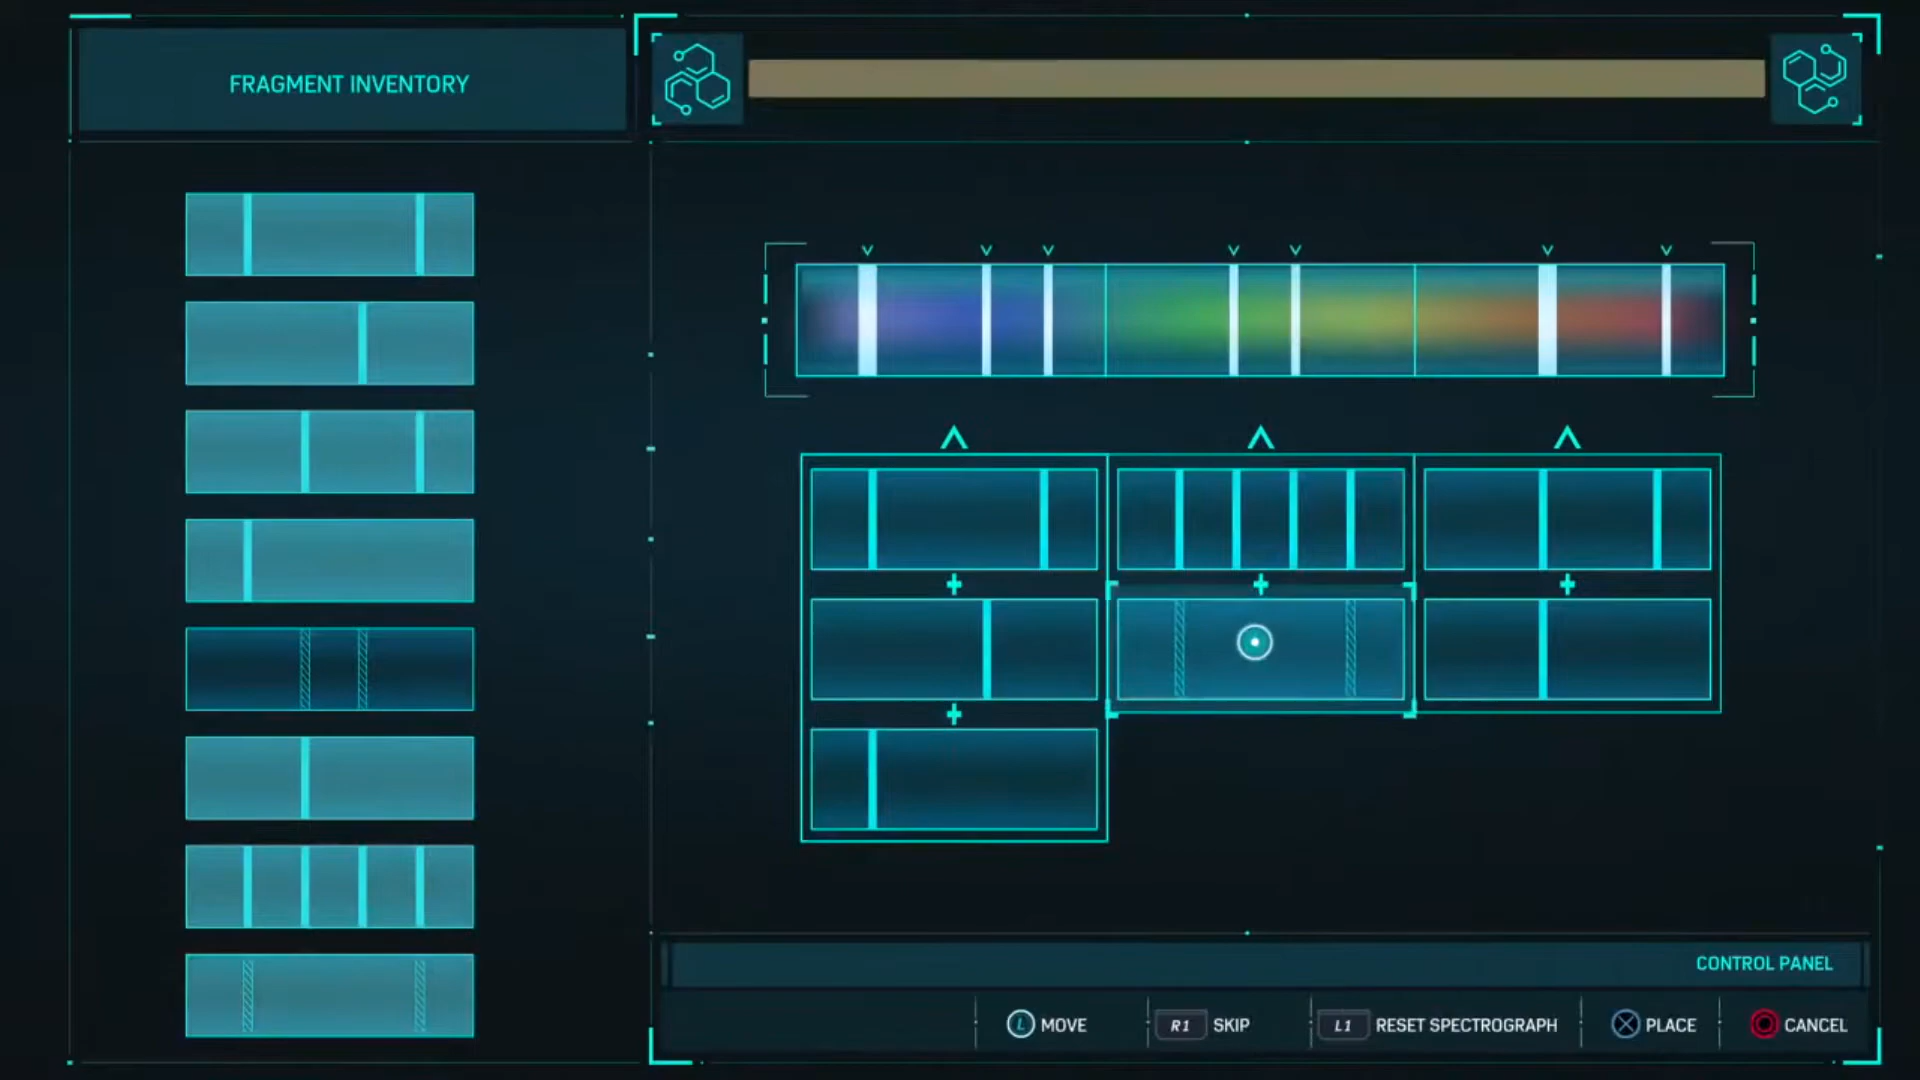 FRAGMENT INVENTORY
CONTROL PANEL
L MOVE
R1 SKIP
L1 RESET SPECTROGRAPH
PLACE
CANCEL